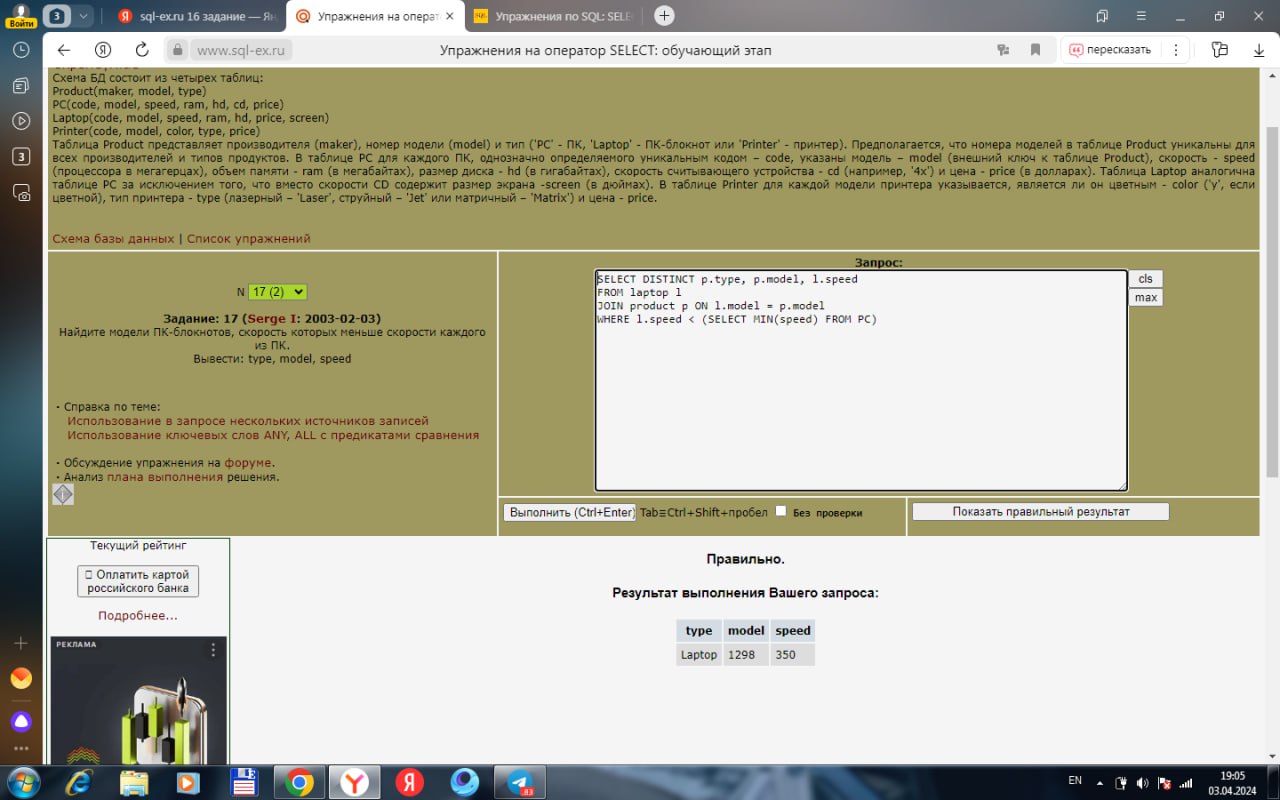 Войти
3
sql-ex.ru 16 задание — Ян
Упражнения на операт
Упражнения по SQL: SELE
www.sql-ex.ru
Упражнения на оператор SELECT: обучающий этап
пересказать
3
Схема БД состоит из четырех таблиц:
Product(maker, model, type)
PC(code, model, speed, ram, hd, cd, price)
Laptop(code, model, speed, ram, hd, price, screen)
Printer(code, model, color, type, price)
Таблица Product представляет производителя (maker), номер модели (model) и тип ('PC' - ПК, 'Laptop' - ПК-блокнот или 'Printer' - принтер). Предполагается, что номера моделей в таблице Product уникальны для
всех производителей и типов продуктов. В таблице PC для каждого ПК, однозначно определяемого уникальным кодом – code, указаны модель – model (внешний ключ к таблице Product), скорость - speed
(процессора в мегагерцах), объем памяти - ram (в мегабайтах), размер диска - hd (в гигабайтах), скорость считывающего устройства - cd (например, '4x') и цена - price (в долларах). Таблица Laptop аналогична
таблице РС за исключением того, что вместо скорости CD содержит размер экрана -screen (в дюймах). В таблице Printer для каждой модели принтера указывается, является ли он цветным - color ('y', если
цветной), тип принтера - type (лазерный – 'Laser', струйный – 'Jet' или матричный – 'Matrix') и цена - price.
Схема базы данных | Список упражнений
N 17 (2)
Задание: 17 (Serge I: 2003-02-03)
Найдите модели ПК-блокнотов, скорость которых меньше скорости каждого
из ПК.
Вывести: type, model, speed
- Справка по теме:
Использование в запросе нескольких источников записей
Использование ключевых слов ANY, ALL с предикатами сравнения
- Обсуждение упражнения на форуме.
- Анализ плана выполнения решения.
Запрос:
SELECT DISTINCT p.type, p.model, l.speed
FROM laptop l
JOIN product p ON l.model = p.model
WHERE l.speed < (SELECT MIN(speed) FROM PC)
cls
max
Выполнить (Ctrl+Enter) Tab≡Ctrl+Shift+пробел Без проверки
Показать правильный результат
Текущий рейтинг
Оплатить картой
российского банка
Подробнее...
РЕКЛАМА
Правильно.
Результат выполнения Вашего запроса:
type model speed
Laptop 1298 350
EN
19:05
03.04.2024